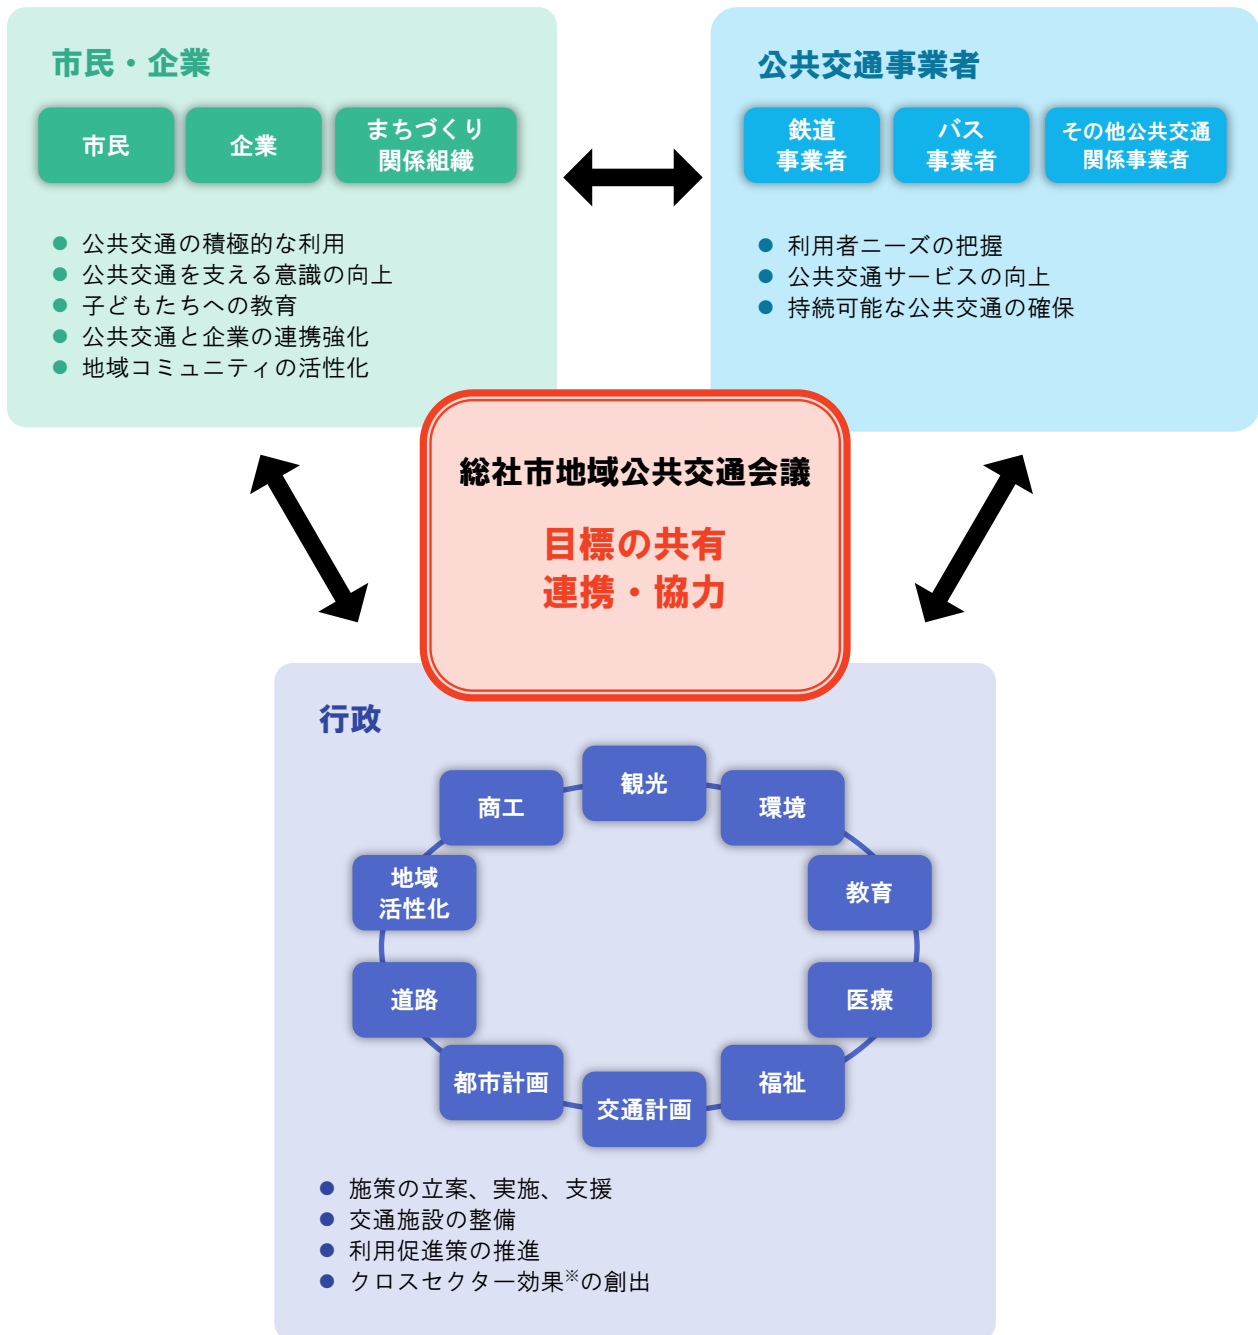 市民・企業
市民
企業
まちづくり
関係組織
● 公共交通の積極的な利用
● 公共交通を支える意識の向上
● 子どもたちへの教育
● 公共交通と企業の連携強化
● 地域コミュニティの活性化
公共交通事業者
鉄道
事業者
バス
事業者
その他公共交通
関係事業者
● 利用者ニーズの把握
● 公共交通サービスの向上
● 持続可能な公共交通の確保
総社市地域公共交通会議
目標の共有
連携・協力
行政
観光
環境
教育
医療
福祉
交通計画
都市計画
道路
地域
活性化
商工
● 施策の立案、実施、支援
● 交通施設の整備
● 利用促進策の推進
● クロスセクター効果※の創出